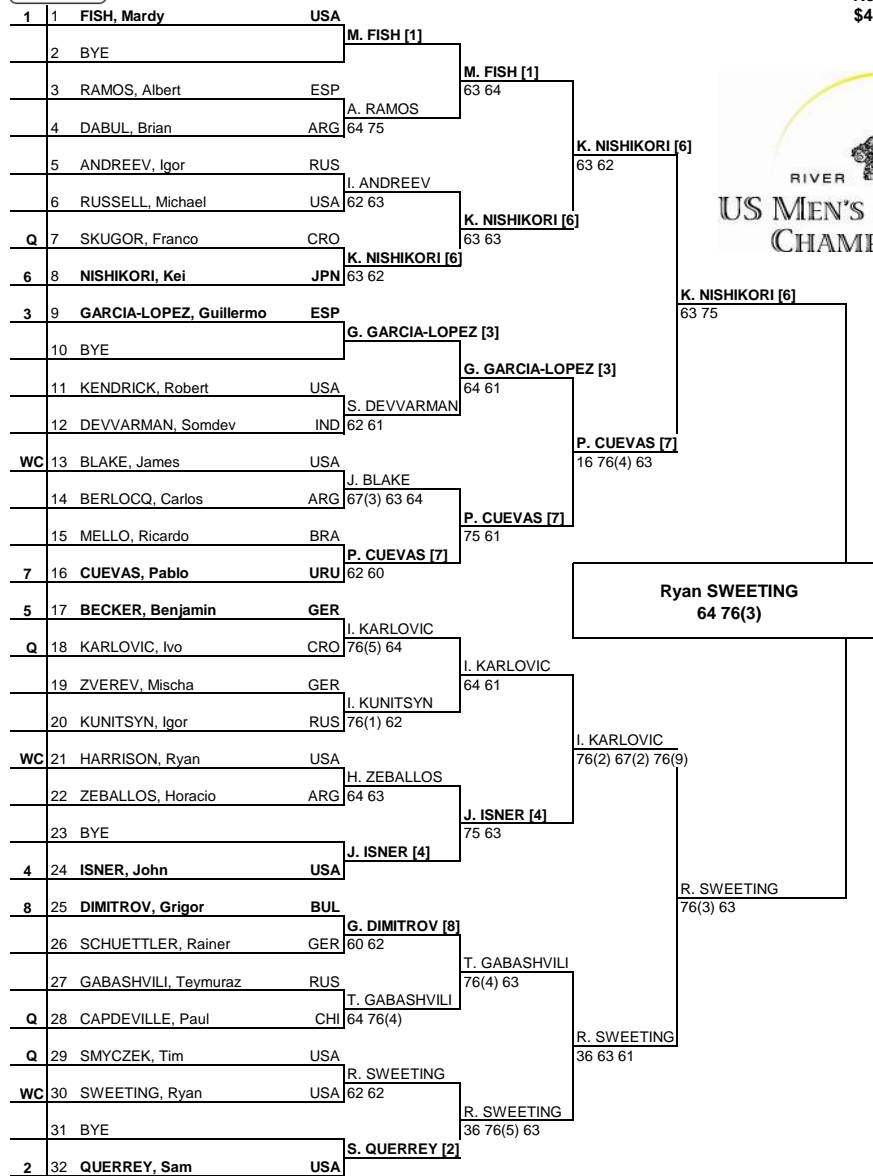 1 1 FISH, Mardy USA
M. FISH [1]
2 BYE
M. FISH [1]
63 64
3 RAMOS, Albert ESP
A. RAMOS
64 75
4 DABUL, Brian ARG
K. NISHIKORI [6]
63 62
5 ANDREEV, Igor RUS
I. ANDREEV
62 63
6 RUSSELL, Michael USA
K. NISHIKORI [6]
63 63
Q 7 SKUGOR, Franco CRO
K. NISHIKORI [6]
63 62
6 8 NISHIKORI, Kei JPN
K. NISHIKORI [6]
63 75
3 9 GARCIA-LOPEZ, Guillermo ESP
G. GARCIA-LOPEZ [3]
10 BYE
G. GARCIA-LOPEZ [3]
64 61
11 KENDRICK, Robert USA
S. DEVVARMAN
62 61
12 DEVVARMAN, Somdev IND
P. CUEVAS [7]
16 76(4) 63
WC 13 BLAKE, James USA
J. BLAKE
67(3) 63 64
14 BERLOCQ, Carlos ARG
P. CUEVAS [7]
75 61
15 MELLO, Ricardo BRA
P. CUEVAS [7]
62 60
7 16 CUEVAS, Pablo URU
Ryan SWEETING
64 76(3)
5 17 BECKER, Benjamin GER
I. KARLOVIC
76(5) 64
Q 18 KARLOVIC, Ivo CRO
I. KARLOVIC
64 61
19 ZVEREV, Mischa GER
I. KUNITSYN
76(1) 62
20 KUNITSYN, Igor RUS
I. KARLOVIC
76(2) 67(2) 76(9)
WC 21 HARRISON, Ryan USA
H. ZEBALLOS
64 63
22 ZEBALLOS, Horacio ARG
J. ISNER [4]
75 63
23 BYE
J. ISNER [4]
4 24 ISNER, John USA
R. SWEETING
76(3) 63
8 25 DIMITROV, Grigor BUL
G. DIMITROV [8]
60 62
26 SCHUETTLER, Rainer GER
T. GABASHVILI
76(4) 63
27 GABASHVILI, Teymuraz RUS
T. GABASHVILI
64 76(4)
Q 28 CAPDEVILLE, Paul CHI
R. SWEETING
36 63 61
Q 29 SMYCZEK, Tim USA
R. SWEETING
62 62
WC 30 SWEETING, Ryan USA
R. SWEETING
36 76(5) 63
31 BYE
S. QUERREY [2]
2 32 QUERREY, Sam USA
$4
RIVER
US MEN'S